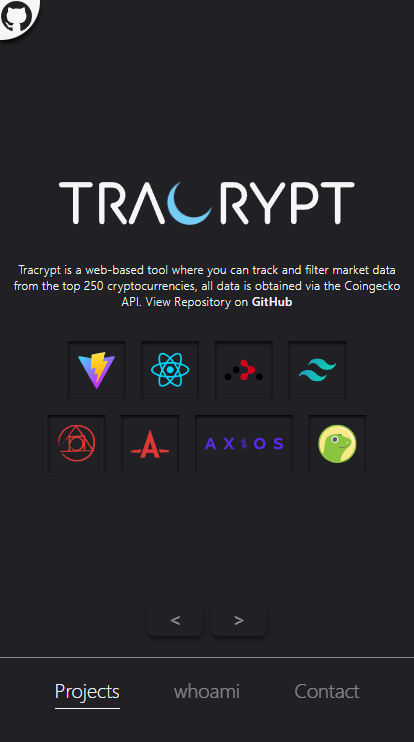 TRACRYPT
Tracrypt is a web-based tool where you can track and filter market data
from the top 250 cryptocurrencies, all data is obtained via the Coingecko
API. View Repository on GitHub
AXIOS
< >
Projects whoami Contact